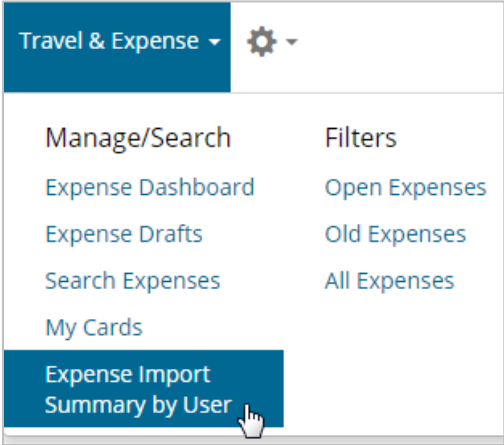 Travel & Expense
Manage/Search
Expense Dashboard
Expense Drafts
Search Expenses
My Cards
Expense Import
Summary by User
Filters
Open Expenses
Old Expenses
All Expenses